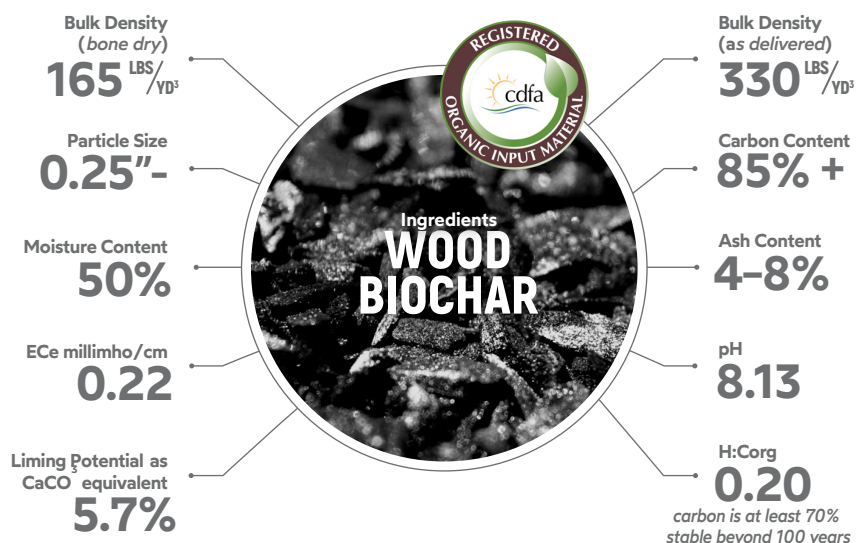 Bulk Density
(bone dry)
165 LBS/YD³
Particle Size
0.25”-
Moisture Content
50%
ECe millimho/cm
0.22
Liming Potential as
CaCO₃ equivalent
5.7%
REGISTERED
cdfa
ORGANIC INPUT MATERIAL
Ingredients
WOOD
BIOCHAR
Bulk Density
(as delivered)
330 LBS/YD³
Carbon Content
85% +
Ash Content
4–8%
pH
8.13
H:Corg
0.20
carbon is at least 70%
stable beyond 100 years